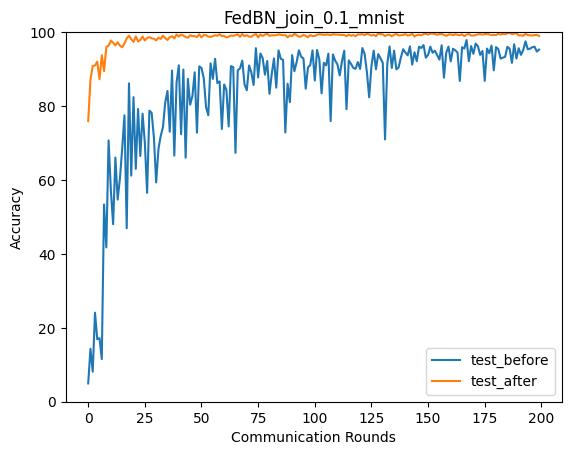 FedBN_join_0.1_mnist
Accuracy
100
80
60
40
20
0
0 25 50 75 100 125 150 175 200
Communication Rounds
test_before
test_after